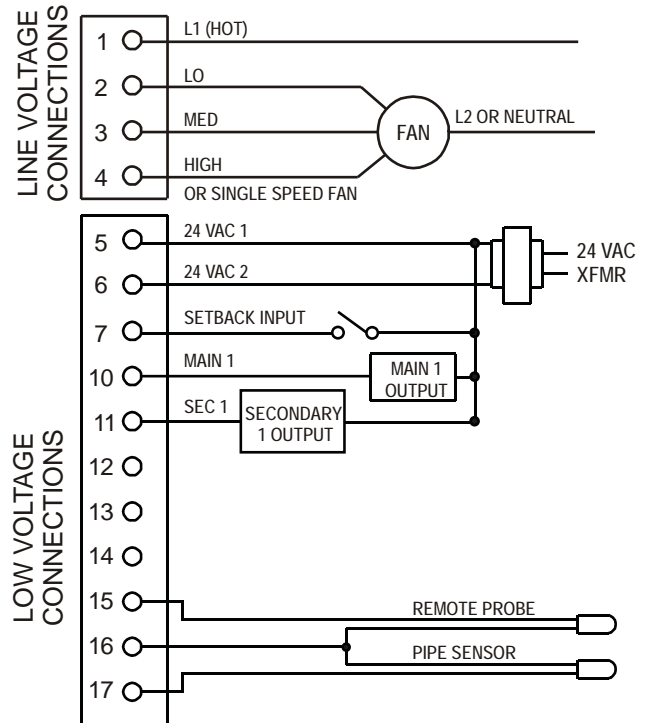 LINE VOLTAGE
CONNECTIONS
1 L1 (HOT)
2 LO
3 MED
FAN
L2 OR NEUTRAL
4 HIGH
OR SINGLE SPEED FAN
LOW VOLTAGE
CONNECTIONS
5 24 VAC 1
6 24 VAC 2
24 VAC
XFMR
7 SETBACK INPUT
10 MAIN 1
MAIN 1
OUTPUT
11 SEC 1
SECONDARY
1 OUTPUT
12
13
14
15 REMOTE PROBE
16 PIPE SENSOR
17